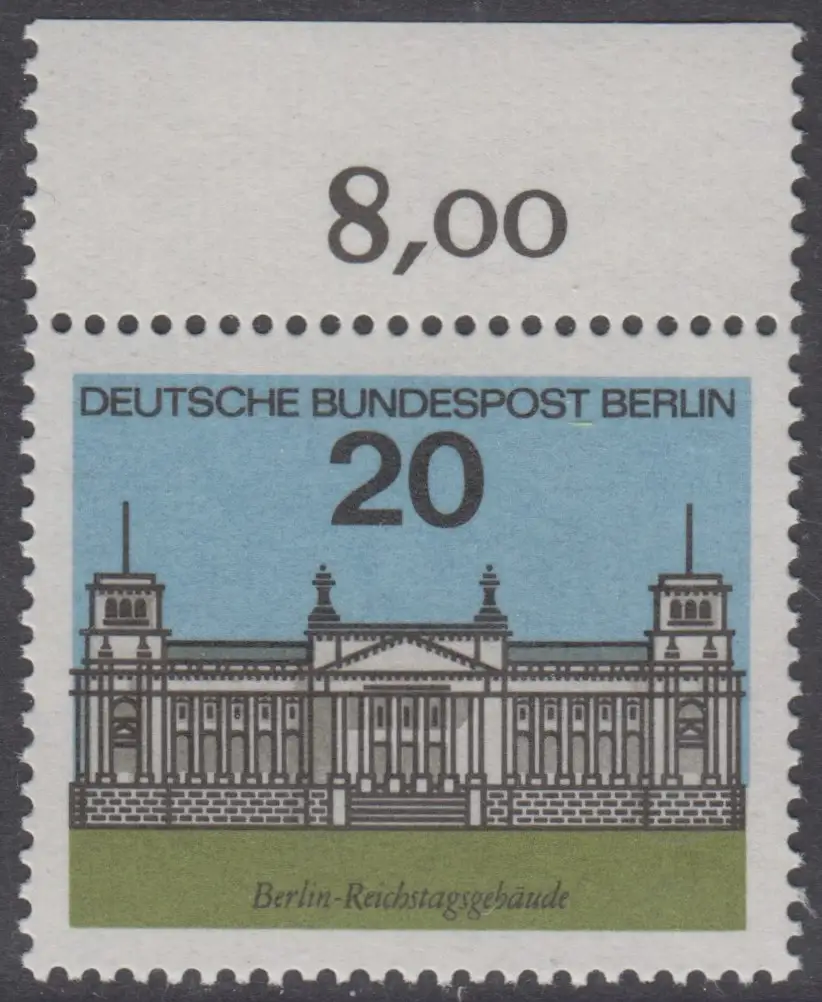 8,00
DEUTSCHE BUNDESPOST BERLIN
20
Berlin-Reichstagsgebäude